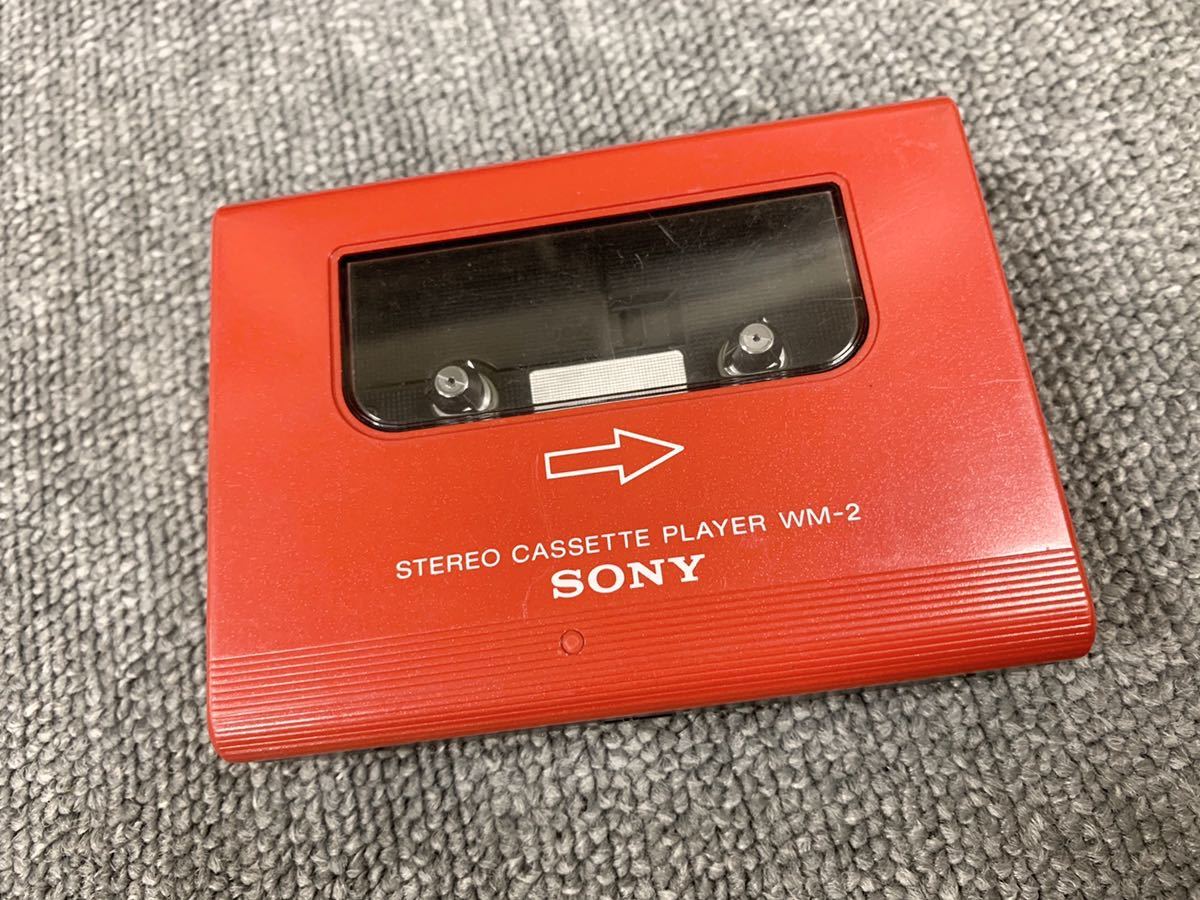 STEREO CASSETTE PLAYER WM-2
SONY